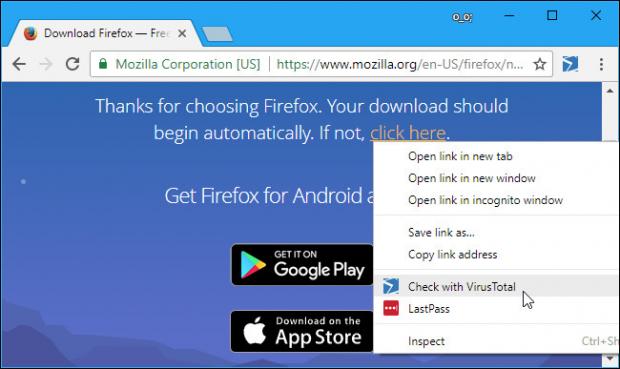 o_o;
Download Firefox — Free
Mozilla Corporation [US] https://www.mozilla.org/en-US/firefox/n...
Thanks for choosing Firefox. Your download should
begin automatically. If not, click here.
Get Firefox for Android a
GET IT ON
Google Play
Download on the
App Store
Open link in new tab
Open link in new window
Open link in incognito window
Save link as...
Copy link address
Check with VirusTotal
LastPass
Inspect Ctrl+Sh